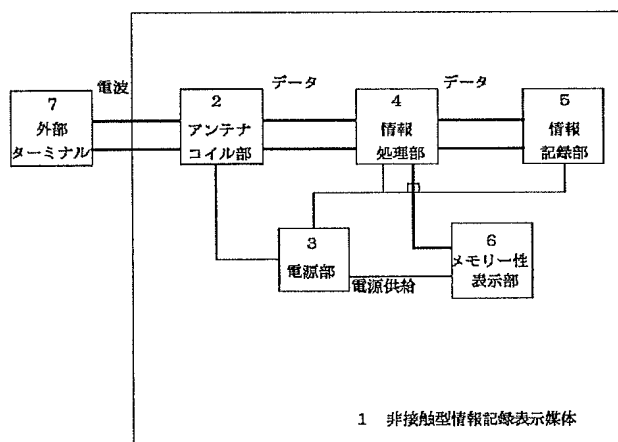 電波
データ
データ
7
外部
ターミナル
2
アンテナ
コイル部
4
情報
処理部
5
情報
記録部
3
電源部
電源供給
6
メモリー性
表示部
1 非接触型情報記録表示媒体